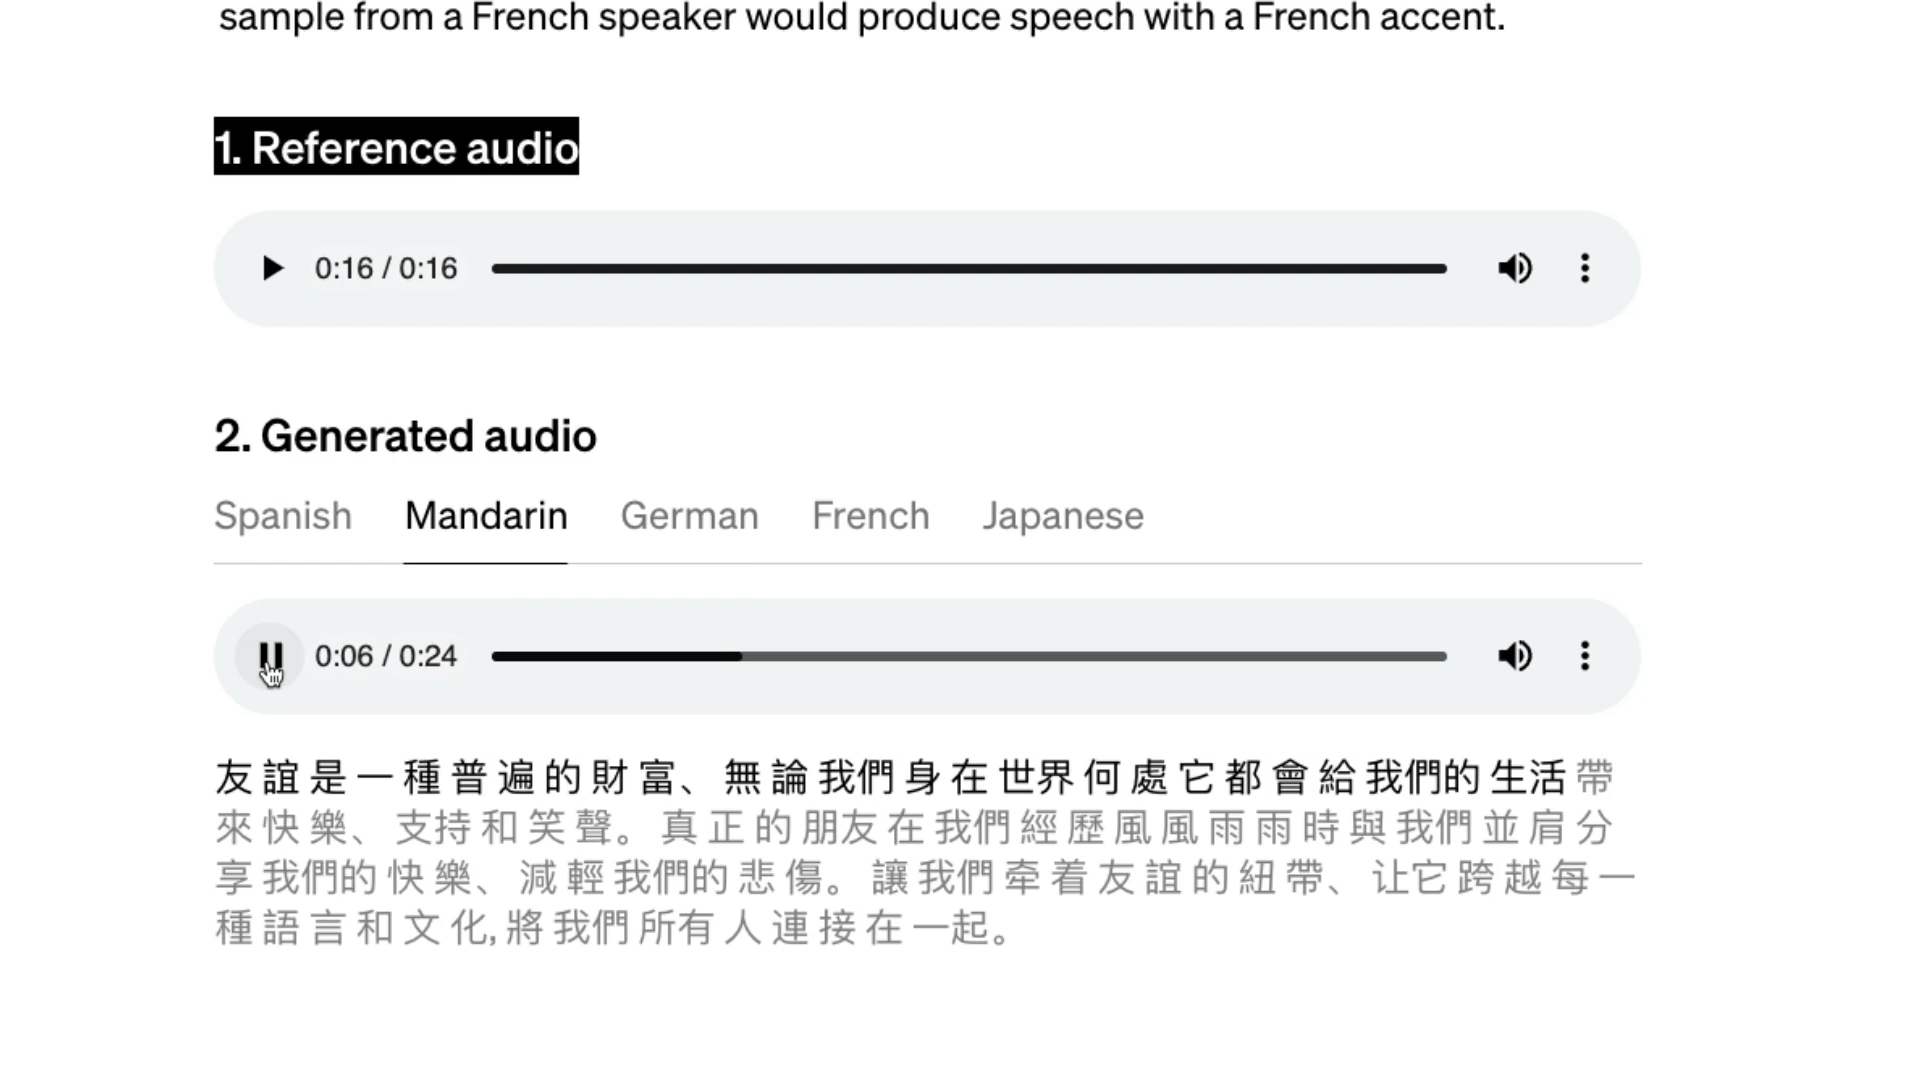 sample from a French speaker would produce speech with a French accent.
1. Reference audio
0:16 / 0:16
2. Generated audio
Spanish Mandarin German French Japanese
0:06 / 0:24
友誼是一種普遍的財富、無論我們身在世界何處它都會給我們的生活帶
來快樂、支持和笑聲。真正的朋友在我們經歷風風雨雨時與我們並肩分
享我們的快樂、減輕我們的悲傷。讓我們牽着友誼的紐帶、让它跨越每一
種語言和文化,將我們所有人連接在一起。